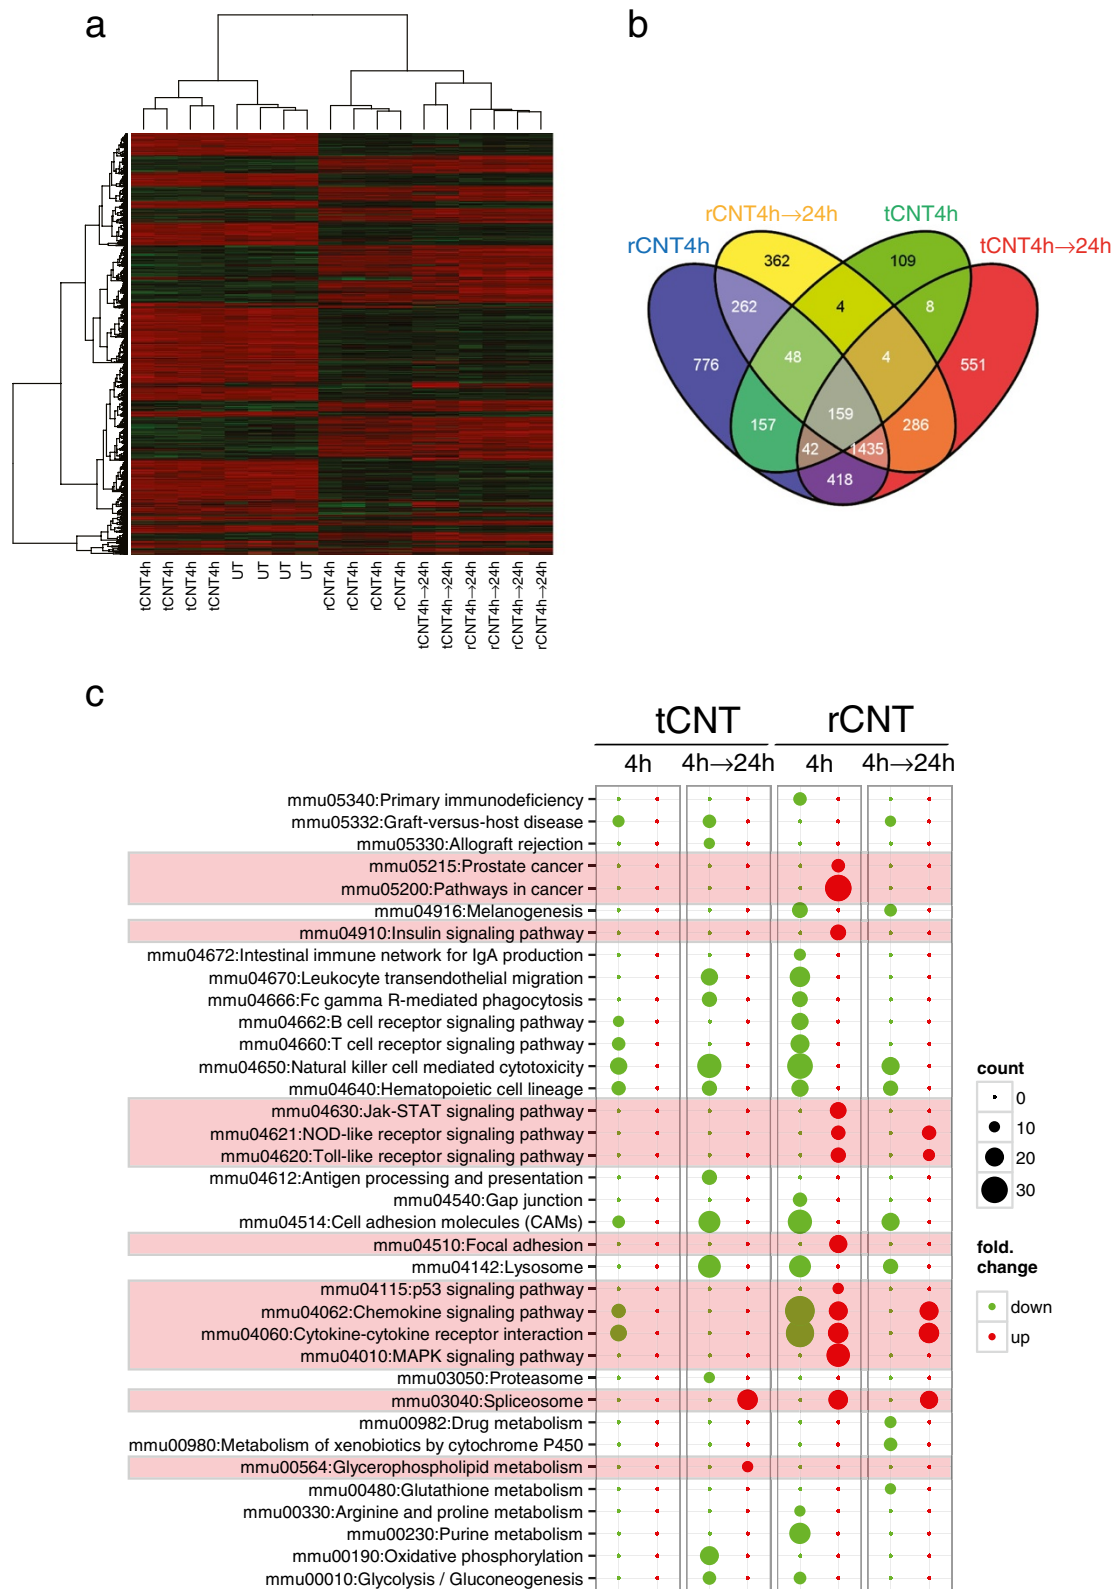 a
tCNT4h
tCNT4h
tCNT4h
tCNT4h
UT
UT
UT
UT
rCNT4h
rCNT4h
rCNT4h
rCNT4h
tCNT4h→24h
tCNT4h→24h
rCNT4h→24h
rCNT4h→24h
rCNT4h→24h
rCNT4h→24h
b
rCNT4h→24h
tCNT4h
rCNT4h
tCNT4h→24h
362
109
262
4
8
776
48
4
551
157
159
286
42
1435
418
c
tCNT
rCNT
4h
4h→24h
4h
4h→24h
mmu05340:Primary immunodeficiency
mmu05332:Graft-versus-host disease
mmu05330:Allograft rejection
mmu05215:Prostate cancer
mmu05200:Pathways in cancer
mmu04916:Melanogenesis
mmu04910:Insulin signaling pathway
mmu04672:Intestinal immune network for IgA production
mmu04670:Leukocyte transendothelial migration
mmu04666:Fc gamma R-mediated phagocytosis
mmu04662:B cell receptor signaling pathway
mmu04660:T cell receptor signaling pathway
mmu04650:Natural killer cell mediated cytotoxicity
mmu04640:Hematopoietic cell lineage
mmu04630:Jak-STAT signaling pathway
mmu04621:NOD-like receptor signaling pathway
mmu04620:Toll-like receptor signaling pathway
mmu04612:Antigen processing and presentation
mmu04540:Gap junction
mmu04514:Cell adhesion molecules (CAMs)
mmu04510:Focal adhesion
mmu04142:Lysosome
mmu04115:p53 signaling pathway
mmu04062:Chemokine signaling pathway
mmu04060:Cytokine-cytokine receptor interaction
mmu04010:MAPK signaling pathway
mmu03050:Proteasome
mmu03040:Spliceosome
mmu00982:Drug metabolism
mmu00980:Metabolism of xenobiotics by cytochrome P450
mmu00564:Glycerophospholipid metabolism
mmu00480:Glutathione metabolism
mmu00330:Arginine and proline metabolism
mmu00230:Purine metabolism
mmu00190:Oxidative phosphorylation
mmu00010:Glycolysis / Gluconeogenesis
count
0
10
20
30
fold.
change
down
up